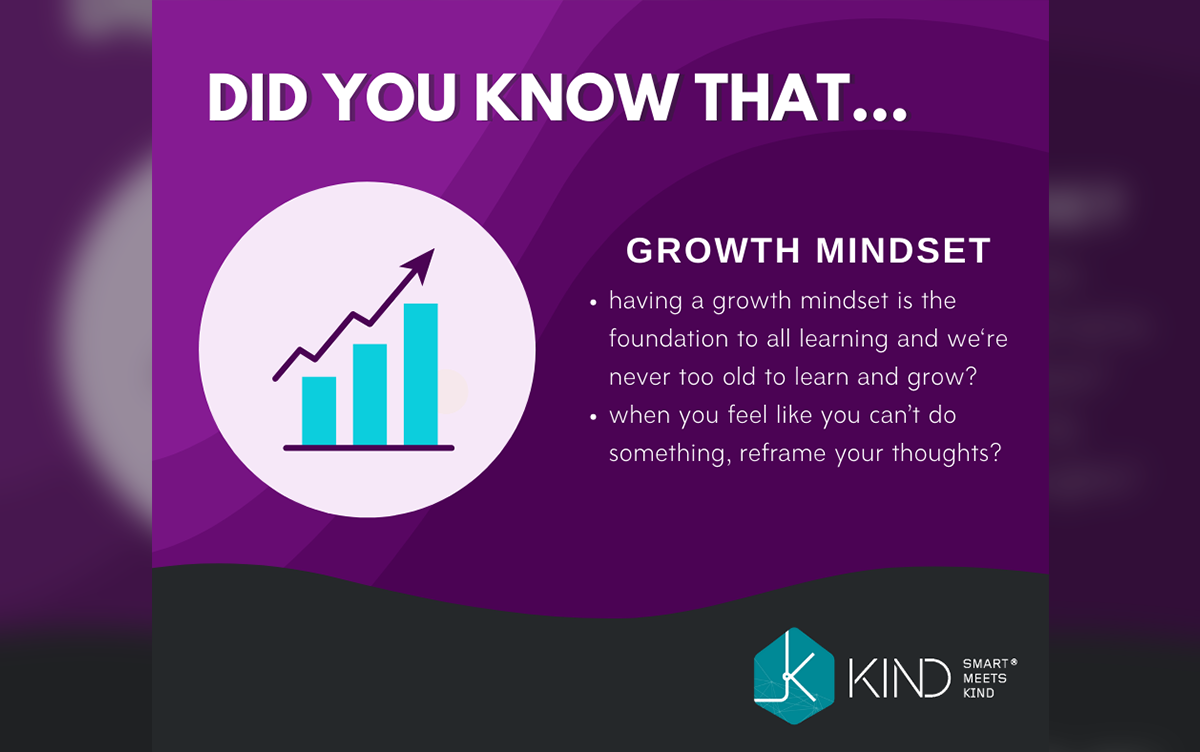 DID YOU KNOW THAT...
GROWTH MINDSET
• having a growth mindset is the
foundation to all learning and we‘re
never too old to learn and grow?
• when you feel like you can’t do
something, reframe your thoughts?
KIND
SMART®
MEETS
KIND